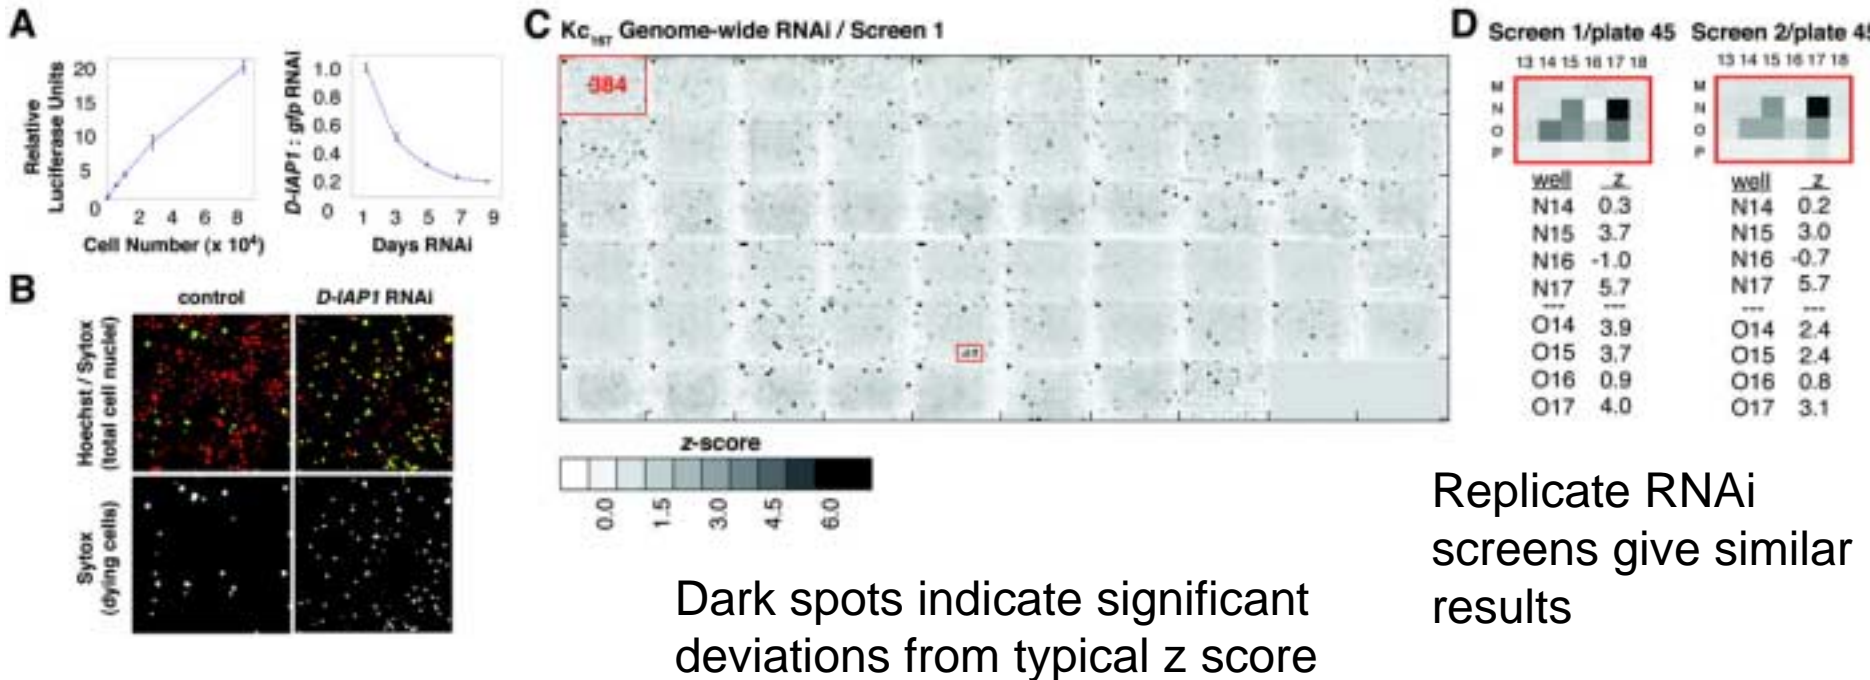 A
Relative
Luciferase Units
20
15
10
5
0
2 4 6 8
Cell Number (x 10⁴)
D-IAP1 : gfp RNAi
1.0
0.8
0.6
0.4
0.2
0
1 3 5 7 9
Days RNAi
B
control D-IAP1 RNAi
Hoechst / Sytox
(total cell nuclei)
Sytox
(dying cells)
C Kc₁₆₇ Genome-wide RNAi / Screen 1
384
z-score
0.0 1.5 3.0 4.5 6.0
Dark spots indicate significant
deviations from typical z score
D Screen 1/plate 45 Screen 2/plate 45
13 14 15 16 17 18 13 14 15 16 17 18
M M
N N
O O
P P
well z well z
N14 0.3 N14 0.2
N15 3.7 N15 3.0
N16 -1.0 N16 -0.7
N17 5.7 N17 5.7
--- --- --- ---
O14 3.9 O14 2.4
O15 3.7 O15 2.4
O16 0.9 O16 0.8
O17 4.0 O17 3.1
Replicate RNAi
screens give similar
results